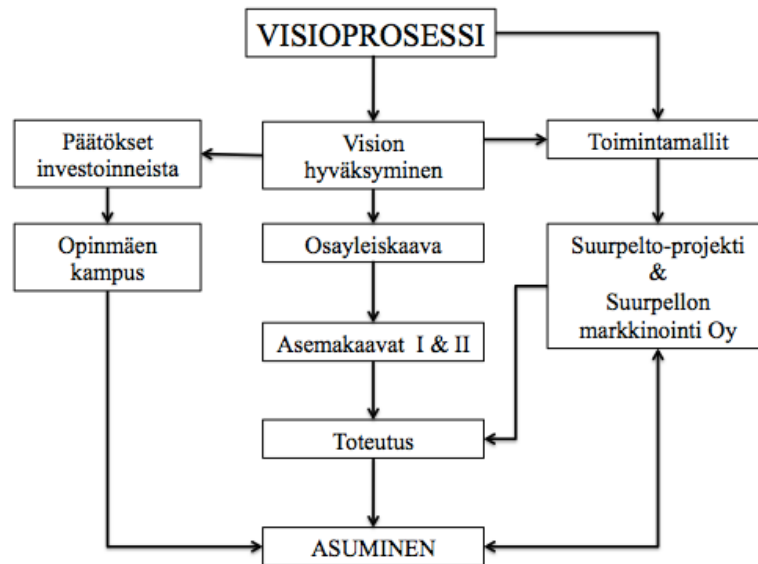 VISIOPROSESSI
Päätökset
investoinneista
Vision
hyväksyminen
Toimintamallit
Opinmäen
kampus
Osayleiskaava
Suurpelto-projekti
&
Suurpellon
markkinointi Oy
Asemakaavat I & II
Toteutus
ASUMINEN